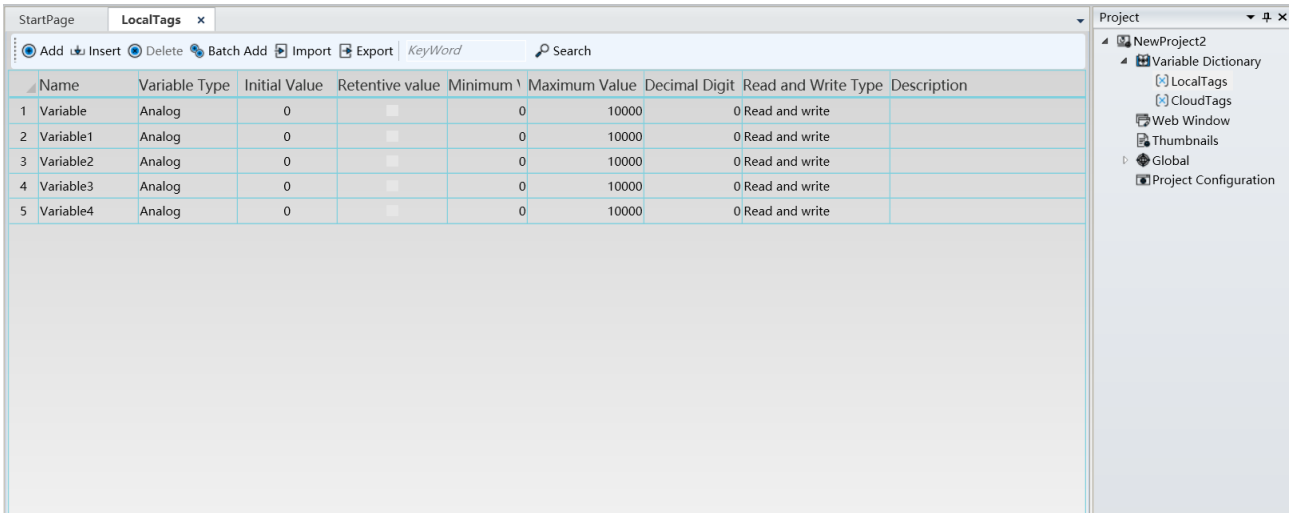 StartPage LocalTags x
Add Insert Delete Batch Add Import Export KeyWord Search
Name Variable Type Initial Value Retentive value Minimum Maximum Value Decimal Digit Read and Write Type Description
1 Variable Analog 0 0 10000 0 Read and write
2 Variable1 Analog 0 0 10000 0 Read and write
3 Variable2 Analog 0 0 10000 0 Read and write
4 Variable3 Analog 0 0 10000 0 Read and write
5 Variable4 Analog 0 0 10000 0 Read and write
Project
NewProject2
Variable Dictionary
[x] LocalTags
[x] CloudTags
Web Window
Thumbnails
Global
Project Configuration